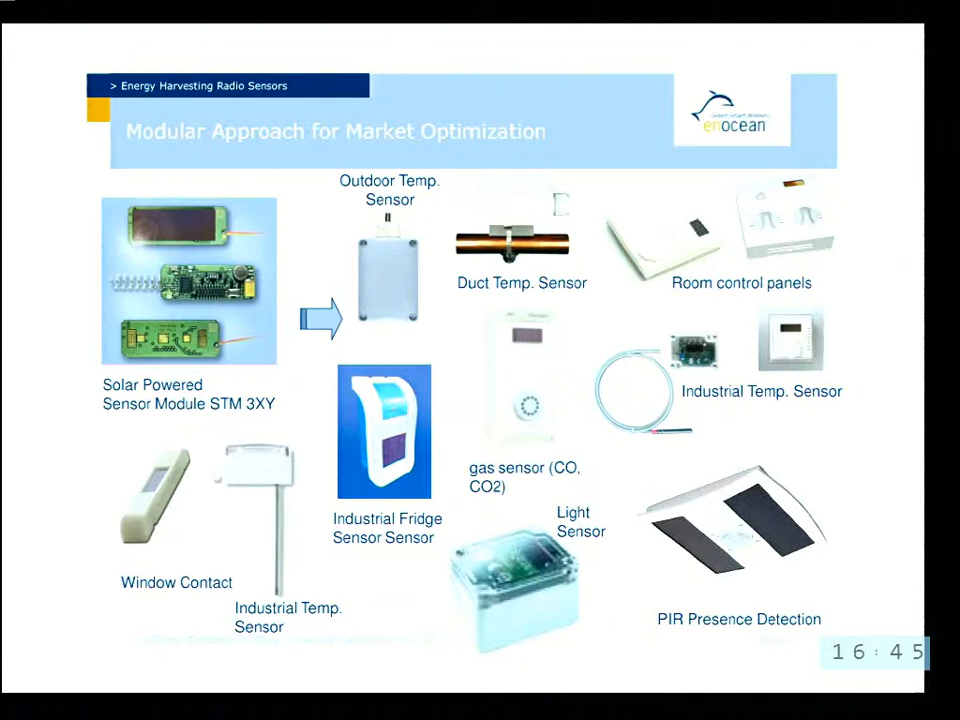 > Energy Harvesting Radio Sensors
Modular Approach for Market Optimization
enocean
Outdoor Temp.
Sensor
Duct Temp. Sensor
Room control panels
Solar Powered
Sensor Module STM 3XY
Industrial Temp. Sensor
gas sensor (CO,
CO2)
Industrial Fridge
Sensor Sensor
Light
Sensor
Window Contact
Industrial Temp.
Sensor
PIR Presence Detection
16:45